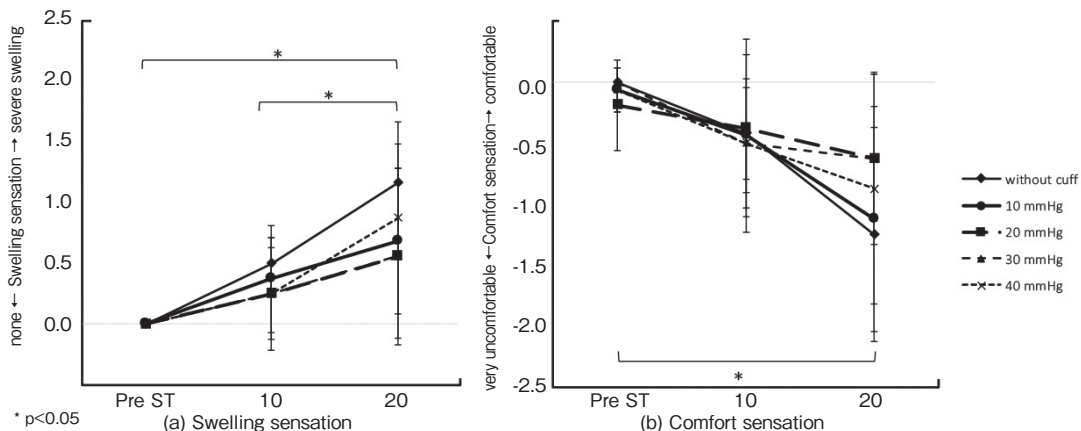 none ← Swelling sensation → severe swelling
2.5
2.0
1.5
1.0
0.5
0.0
*
*
Pre ST 10 20
* p<0.05
(a) Swelling sensation
very uncomfortable ←Comfort sensation→ comfortable
0.0
-0.5
-1.0
-1.5
-2.0
-2.5
*
Pre ST 10 20
(b) Comfort sensation
without cuff
10 mmHg
20 mmHg
30 mmHg
40 mmHg